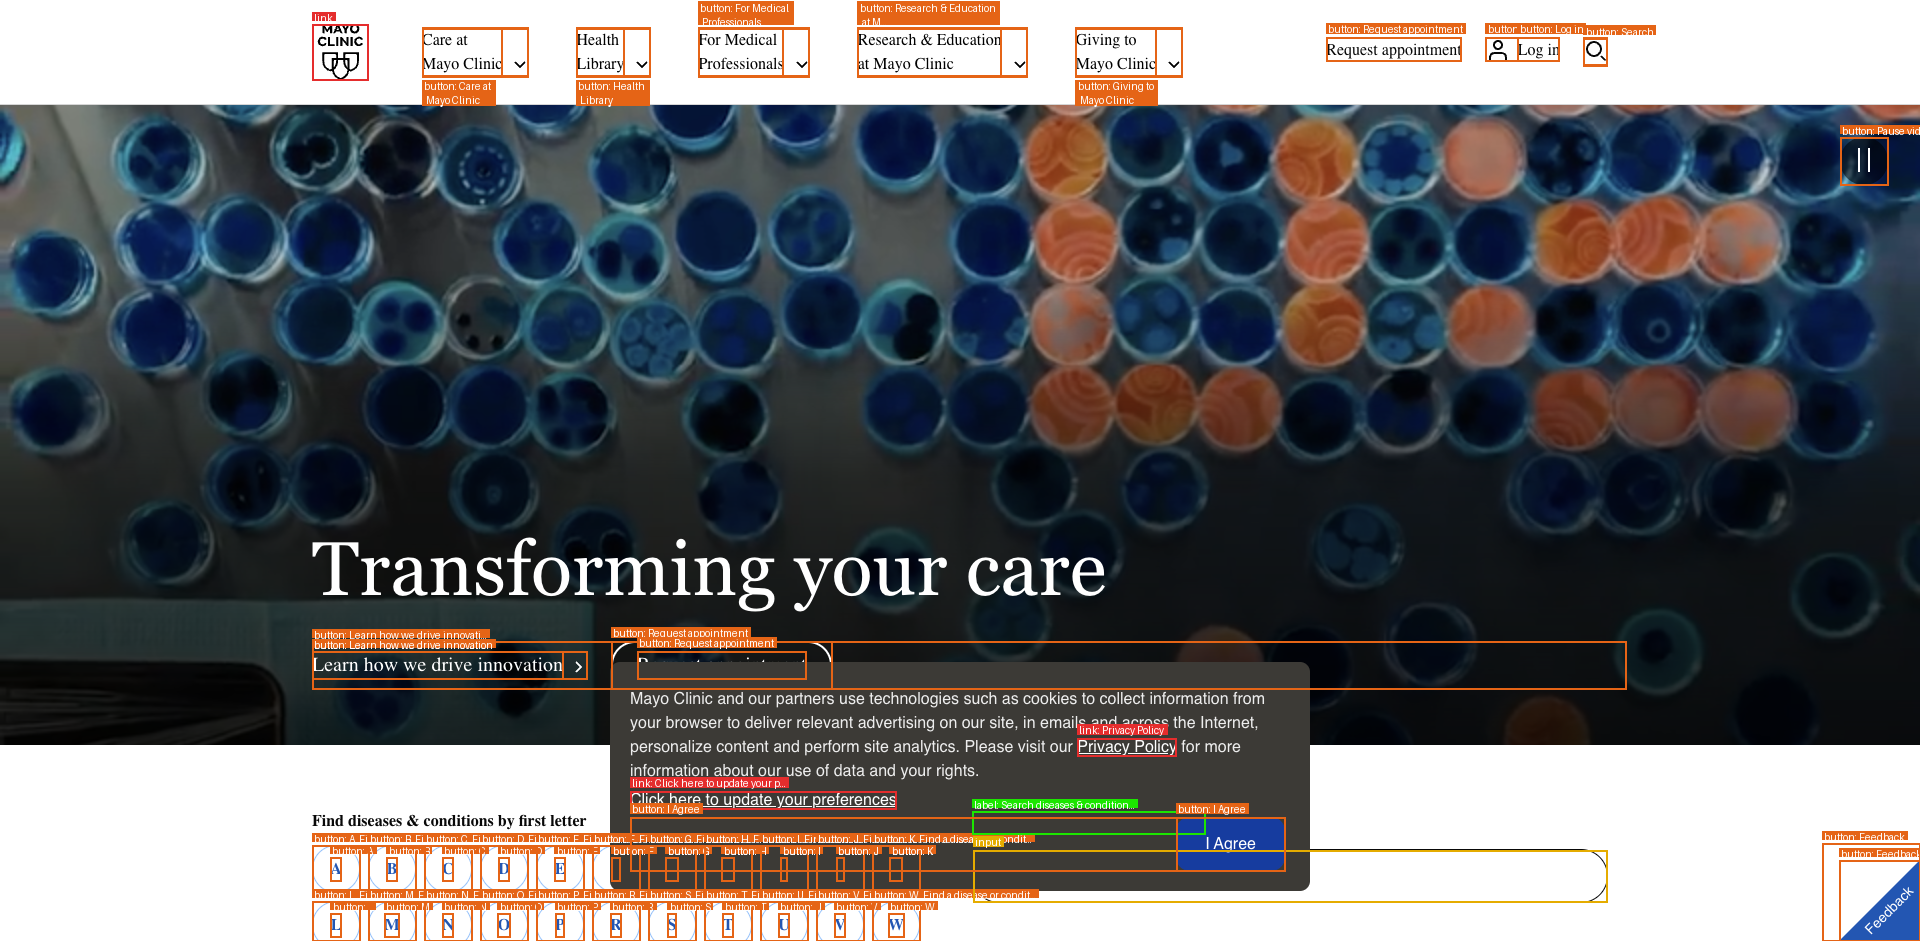 link
MAYO
CLINIC
button: Care at
Mayo Clinic
Care at
Mayo Clinic
button: Health
Library
Health
Library
button: For Medical
Professionals
For Medical
Professionals
button: Research & Education
at M
Research & Education
at Mayo Clinic
Giving to
Mayo Clinic
button: Giving to
Mayo Clinic
button: Request appointment
Request appointment
button: Log in
Log in
button: Search
button: Pause vid
Transforming your care
button: Learn how we drive innovati...
button: Learn how we drive innovation
Learn how we drive innovation
button: Request appointment
button: Request appointment
Mayo Clinic and our partners use technologies such as cookies to collect information from
your browser to deliver relevant advertising on our site, in emails and across the Internet,
link: Privacy Policy
personalize content and perform site analytics. Please visit our Privacy Policy for more
information about our use of data and your rights.
link: Click here to update your p...
Click here to update your preferences
button: I Agree
label: Search diseases & condition...
button: I Agree
I Agree
Find diseases & conditions by first letter
input
A B C D E
L M N O P R S T U V W
button: Feedback
button: Feedback
Feedback